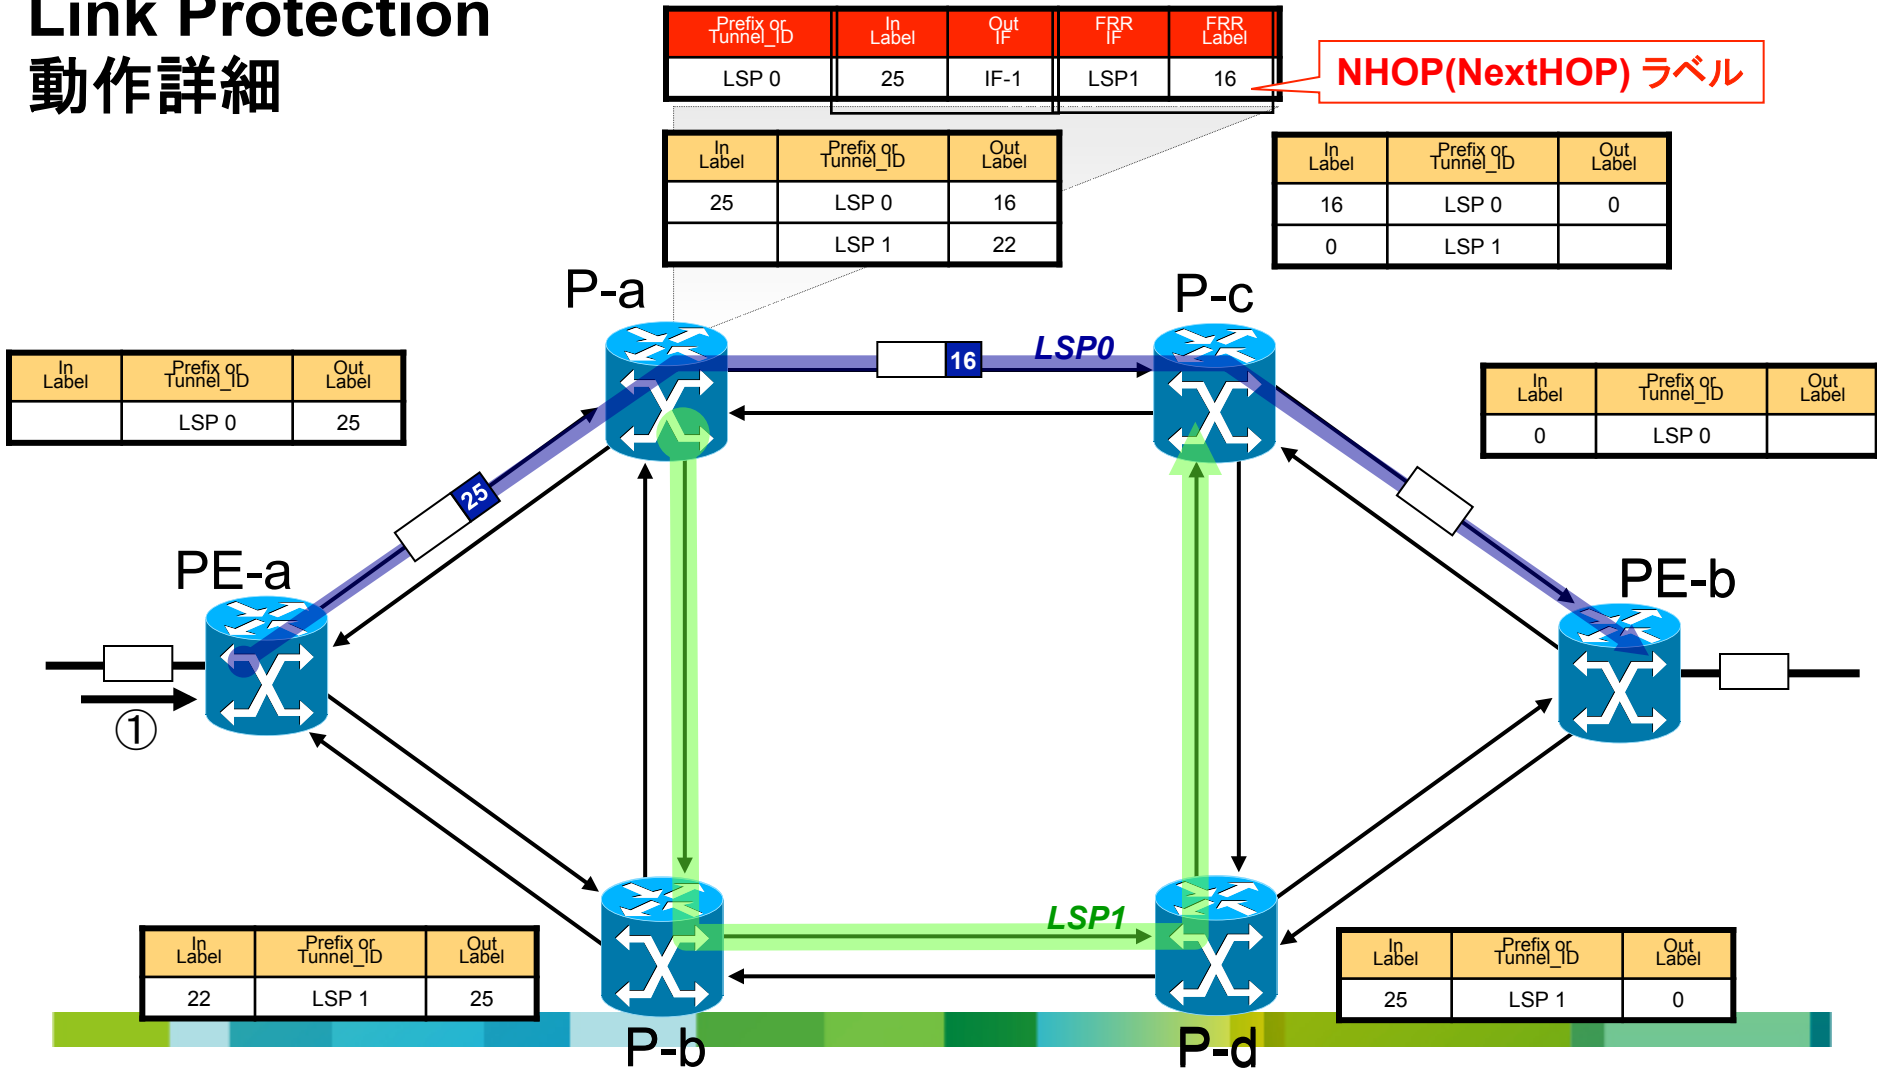 Link Protection
動作詳細
Prefix or Tunnel_ID In Label Out IF FRR IF FRR Label
LSP 0 25 IF-1 LSP1 16
NHOP(NextHOP) ラベル
In Label Prefix or Tunnel_ID Out Label
25 LSP 0 16
LSP 1 22
In Label Prefix or Tunnel_ID Out Label
16 LSP 0 0
0 LSP 1
P-a
P-c
In Label Prefix or Tunnel_ID Out Label
LSP 0 25
16
LSP0
In Label Prefix or Tunnel_ID Out Label
0 LSP 0
25
PE-a
PE-b
①
LSP1
In Label Prefix or Tunnel_ID Out Label
22 LSP 1 25
In Label Prefix or Tunnel_ID Out Label
25 LSP 1 0
P-b
P-d